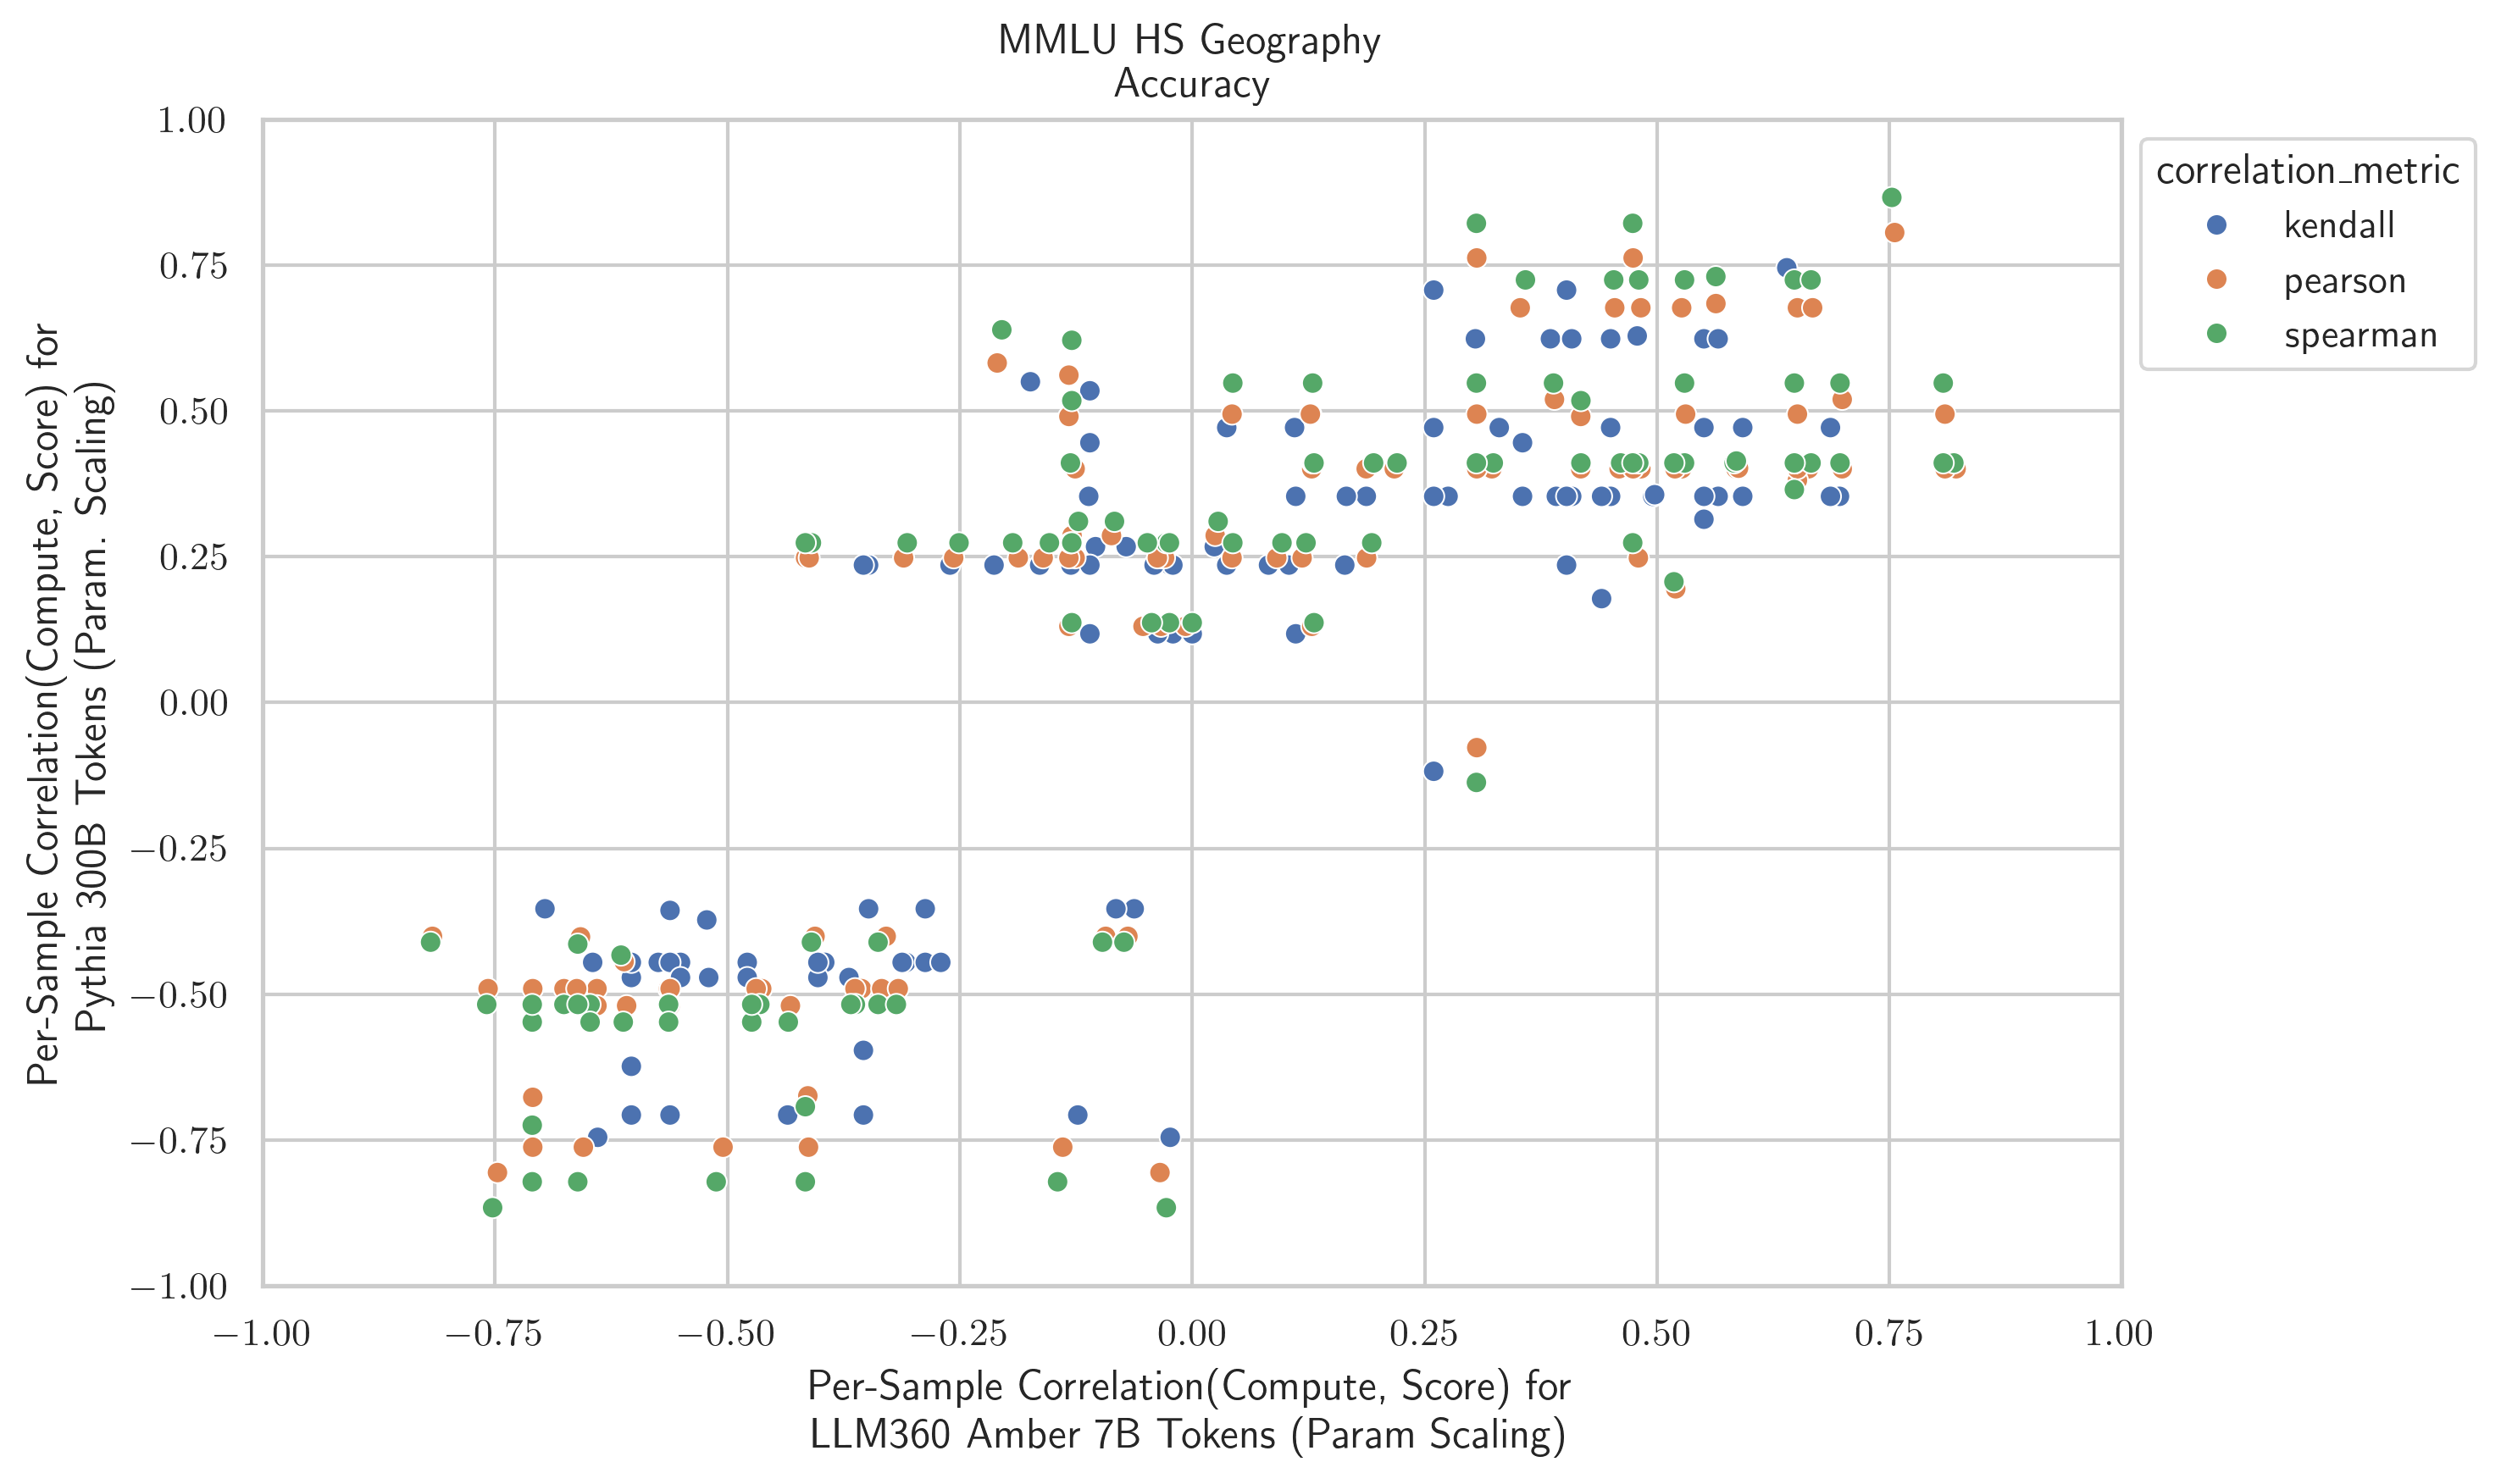 MMLU HS Geography
Accuracy
1.00
0.75
0.50
0.25
0.00
−0.25
−0.50
−0.75
−1.00
Per-Sample Correlation(Compute, Score) for
Pythia 300B Tokens (Param. Scaling)
−1.00 −0.75 −0.50 −0.25 0.00 0.25 0.50 0.75 1.00
Per-Sample Correlation(Compute, Score) for
LLM360 Amber 7B Tokens (Param Scaling)
correlation_metric
kendall
pearson
spearman